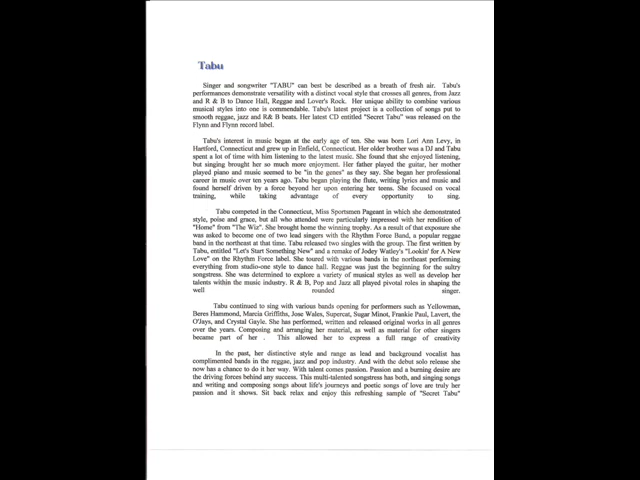 Tabu
Singer and songwriter "TABU" can best be described as a breath of fresh air. Tabu's
performances demonstrate versatility with a distinct vocal style that crosses all genres, from Jazz
and R & B to Dance Hall, Reggae and Lover's Rock. Her unique ability to combine various
musical styles into one is commendable. Tabu's latest project is a collection of songs put to
smooth reggae, jazz and R& B beats. Her latest CD entitled "Secret Tabu" was released on the
Flynn and Flynn record label.
Tabu's interest in music began at the early age of ten. She was born Lori Ann Levy, in
Hartford, Connecticut and grew up in Enfield, Connecticut. Her older brother was a DJ and Tabu
spent a lot of time with him listening to the latest music. She found that she enjoyed listening,
but singing brought her so much more enjoyment. Her father played the guitar, her mother
played piano and music seemed to be "in the genes" as they say. She began her professional
career in music over ten years ago. Tabu began playing the flute, writing lyrics and music and
found herself driven by a force beyond her upon entering her teens. She focused on vocal
training, while taking advantage of every opportunity to sing.
Tabu competed in the Connecticut, Miss Sportsmen Pageant in which she demonstrated
style, poise and grace, but all who attended were particularly impressed with her rendition of
"Home" from "The Wiz". She brought home the winning trophy. As a result of that exposure she
was asked to become one of two lead singers with the Rhythm Force Band, a popular reggae
band in the northeast at that time. Tabu released two singles with the group. The first written by
Tabu, entitled "Let's Start Something New" and a remake of Jodey Watley's "Lookin' for A New
Love" on the Rhythm Force label. She toured with various bands in the northeast performing
everything from studio-one style to dance hall. Reggae was just the beginning for the sultry
songstress. She was determined to explore a variety of musical styles as well as develop her
talents within the music industry. R & B, Pop and Jazz all played pivotal roles in shaping the
well rounded singer.
Tabu continued to sing with various bands opening for performers such as Yellowman,
Beres Hammond, Marcia Griffiths, Jose Wales, Supercat, Sugar Minot, Frankie Paul, Lavert, the
O'Jays, and Crystal Gayle. She has performed, written and released original works in all genres
over the years. Composing and arranging her material, as well as material for other singers
became part of her . This allowed her to express a full range of creativity
In the past, her distinctive style and range as lead and background vocalist has
complimented bands in the reggae, jazz and pop industry. And with the debut solo release she
now has a chance to do it her way. With talent comes passion. Passion and a burning desire are
the driving forces behind any success. This multi-talented songstress has both, and singing songs
and writing and composing songs about life's journeys and poetic songs of love are truly her
passion and it shows. Sit back relax and enjoy this refreshing sample of "Secret Tabu"